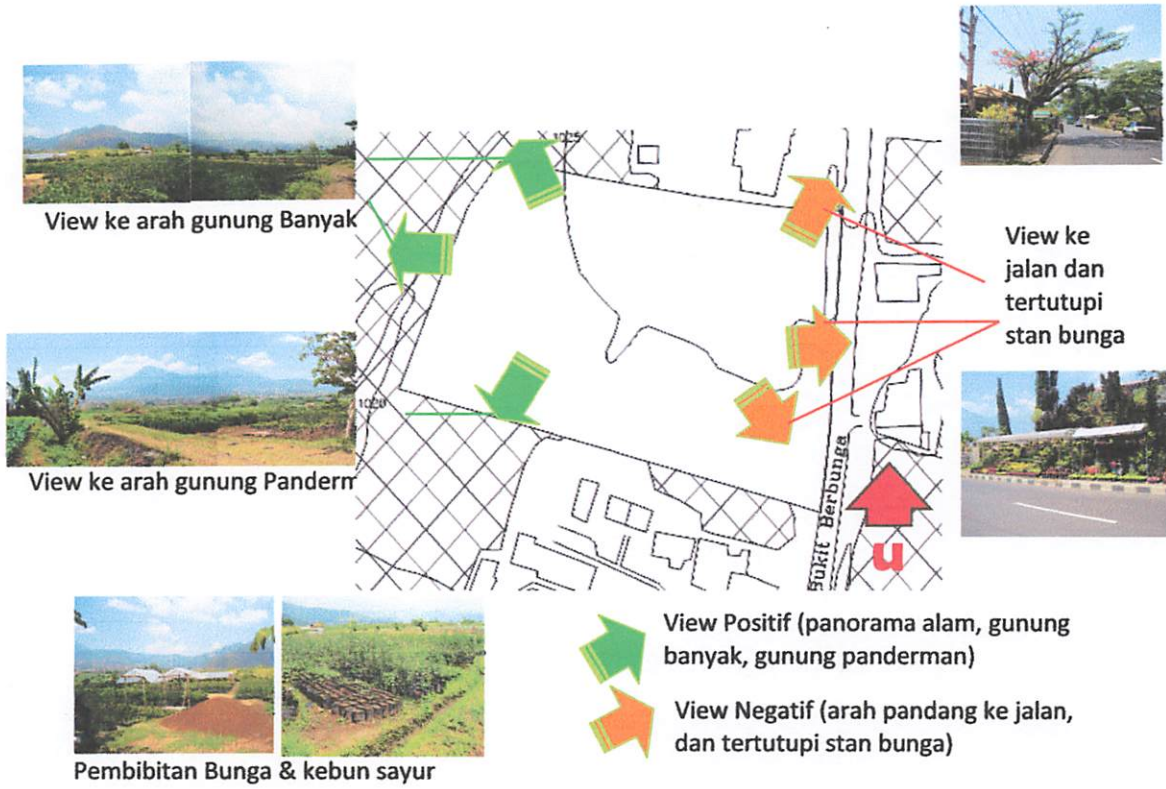 View ke arah gunung Banyak
View ke arah gunung Panderm
Pembibitan Bunga & kebun sayur
1025
1020
Bukit Berbunga
u
View ke
jalan dan
tertutupi
stan bunga
View Positif (panorama alam, gunung
banyak, gunung panderman)
View Negatif (arah pandang ke jalan,
dan tertutupi stan bunga)